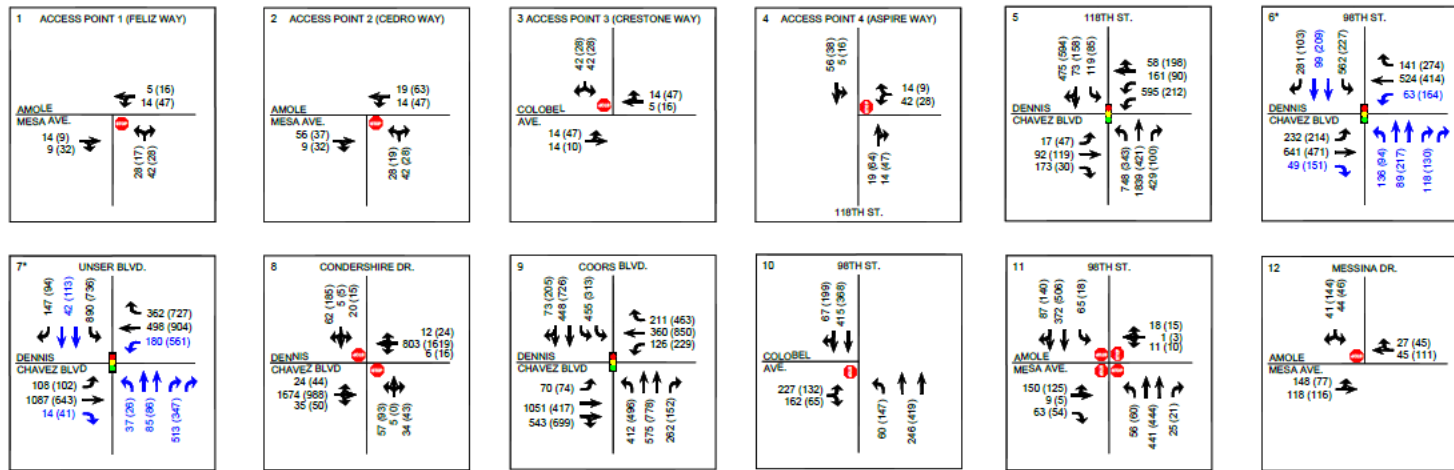 1 ACCESS POINT 1 (FELIZ WAY)
5 (16)
14 (47)
AMOLE
MESA AVE.
STOP
14 (9)
9 (32)
28 (17)
42 (28)
2 ACCESS POINT 2 (CEDRO WAY)
19 (63)
14 (47)
AMOLE
MESA AVE.
STOP
56 (37)
9 (32)
28 (19)
42 (28)
3 ACCESS POINT 3 (CRESTONE WAY)
42 (28)
42 (28)
STOP
14 (47)
5 (16)
COLOBEL
AVE.
14 (47)
14 (10)
4 ACCESS POINT 4 (ASPIRE WAY)
56 (38)
5 (16)
14 (9)
42 (28)
STOP
19 (64)
14 (47)
118TH ST.
5 118TH ST.
475 (594)
73 (158)
119 (85)
58 (198)
161 (90)
595 (212)
DENNIS
CHAVEZ BLVD
17 (47)
92 (119)
173 (30)
748 (343)
1839 (421)
429 (100)
6* 98TH ST.
281 (103)
99 (209)
562 (227)
141 (274)
524 (414)
63 (164)
DENNIS
CHAVEZ BLVD
232 (214)
641 (471)
49 (151)
136 (94)
89 (217)
118 (130)
7* UNSER BLVD.
147 (94)
42 (113)
890 (736)
362 (727)
498 (904)
180 (561)
DENNIS
CHAVEZ BLVD
108 (102)
1087 (643)
14 (41)
37 (26)
85 (86)
513 (347)
8 CONDERSHIRE DR.
62 (185)
5 (5)
20 (15)
12 (24)
803 (1619)
6 (16)
DENNIS
STOP
CHAVEZ BLVD
STOP
24 (44)
1674 (988)
35 (50)
57 (93)
5 (0)
34 (43)
9 COORS BLVD.
73 (205)
448 (726)
455 (313)
211 (463)
360 (850)
126 (229)
DENNIS
CHAVEZ BLVD
70 (74)
1051 (417)
543 (699)
412 (496)
575 (778)
262 (152)
10 98TH ST.
67 (199)
415 (368)
COLOBEL
AVE.
STOP
227 (132)
162 (65)
60 (147)
246 (419)
11 98TH ST.
87 (140)
372 (506)
65 (18)
18 (15)
1 (3)
11 (10)
AMOLE
STOP STOP
MESA AVE.
STOP STOP
150 (125)
9 (5)
63 (54)
56 (60)
441 (444)
25 (21)
12 MESSINA DR.
41 (144)
44 (46)
27 (45)
45 (111)
AMOLE
STOP
MESA AVE.
148 (77)
118 (116)